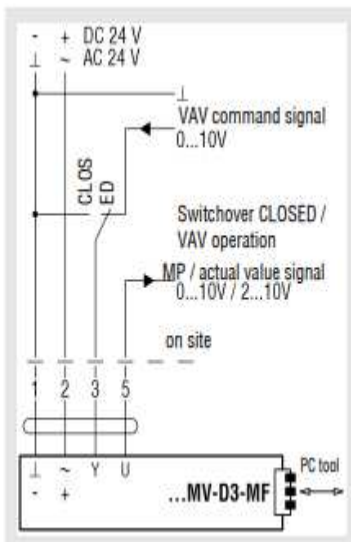 - + DC 24 V
⊥ ~ AC 24 V
⊥
VAV command signal
0...10V
CLOS
ED
Switchover CLOSED /
VAV operation
MP / actual value signal
0...10V / 2...10V
on site
1 2 3 5
⊥ ~ Y U
- +
...MV-D3-MF
PC tool